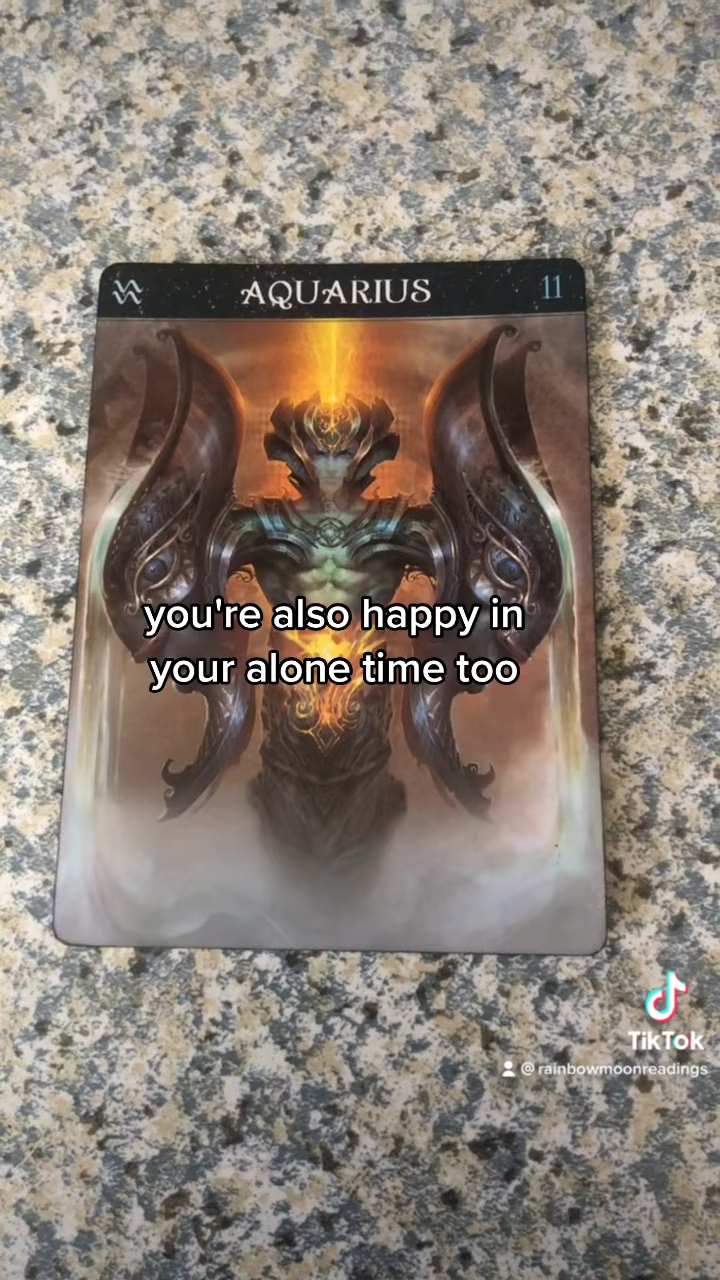 AQUARIUS 11
you're also happy in
your alone time too
TikTok
@rainbowmoonreadings